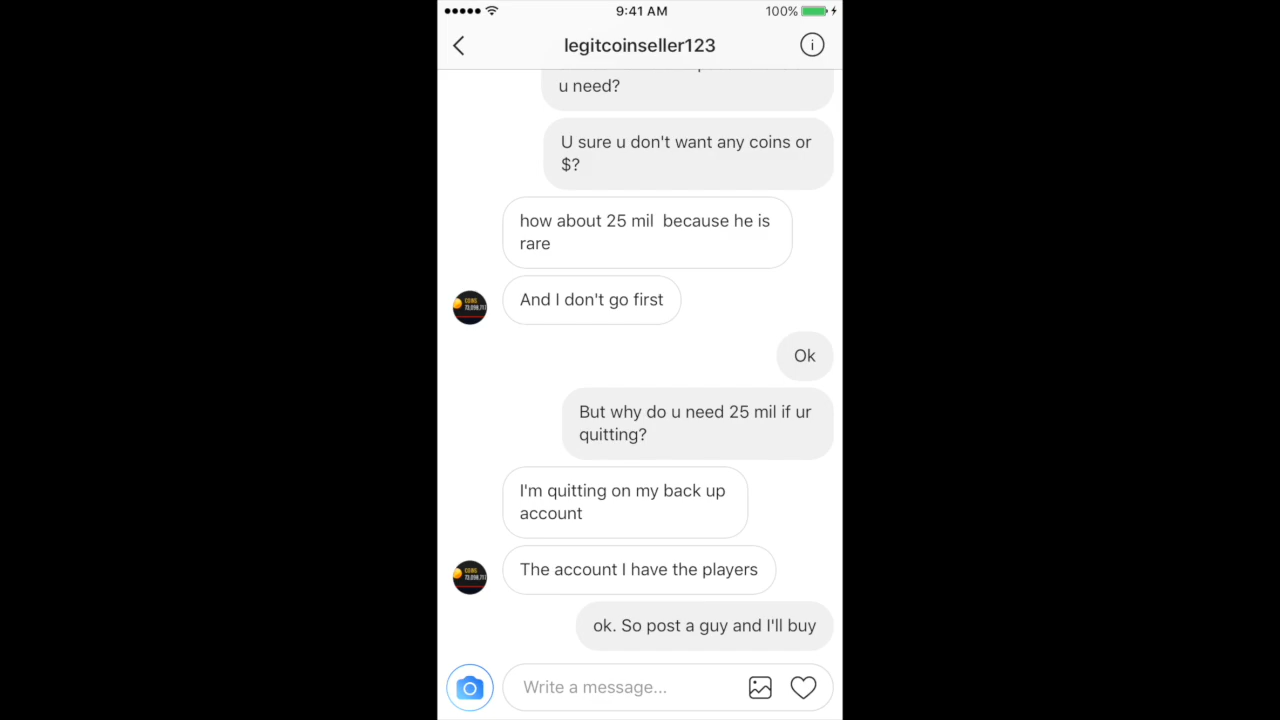 9:41 AM
100%
legitcoinseller123
u need?
U sure u don't want any coins or
$?
how about 25 mil  because he is
rare
And I don't go first
COINS
Ok
But why do u need 25 mil if ur
quitting?
I'm quitting on my back up
account
The account I have the players
COINS
ok. So post a guy and I'll buy
Write a message...